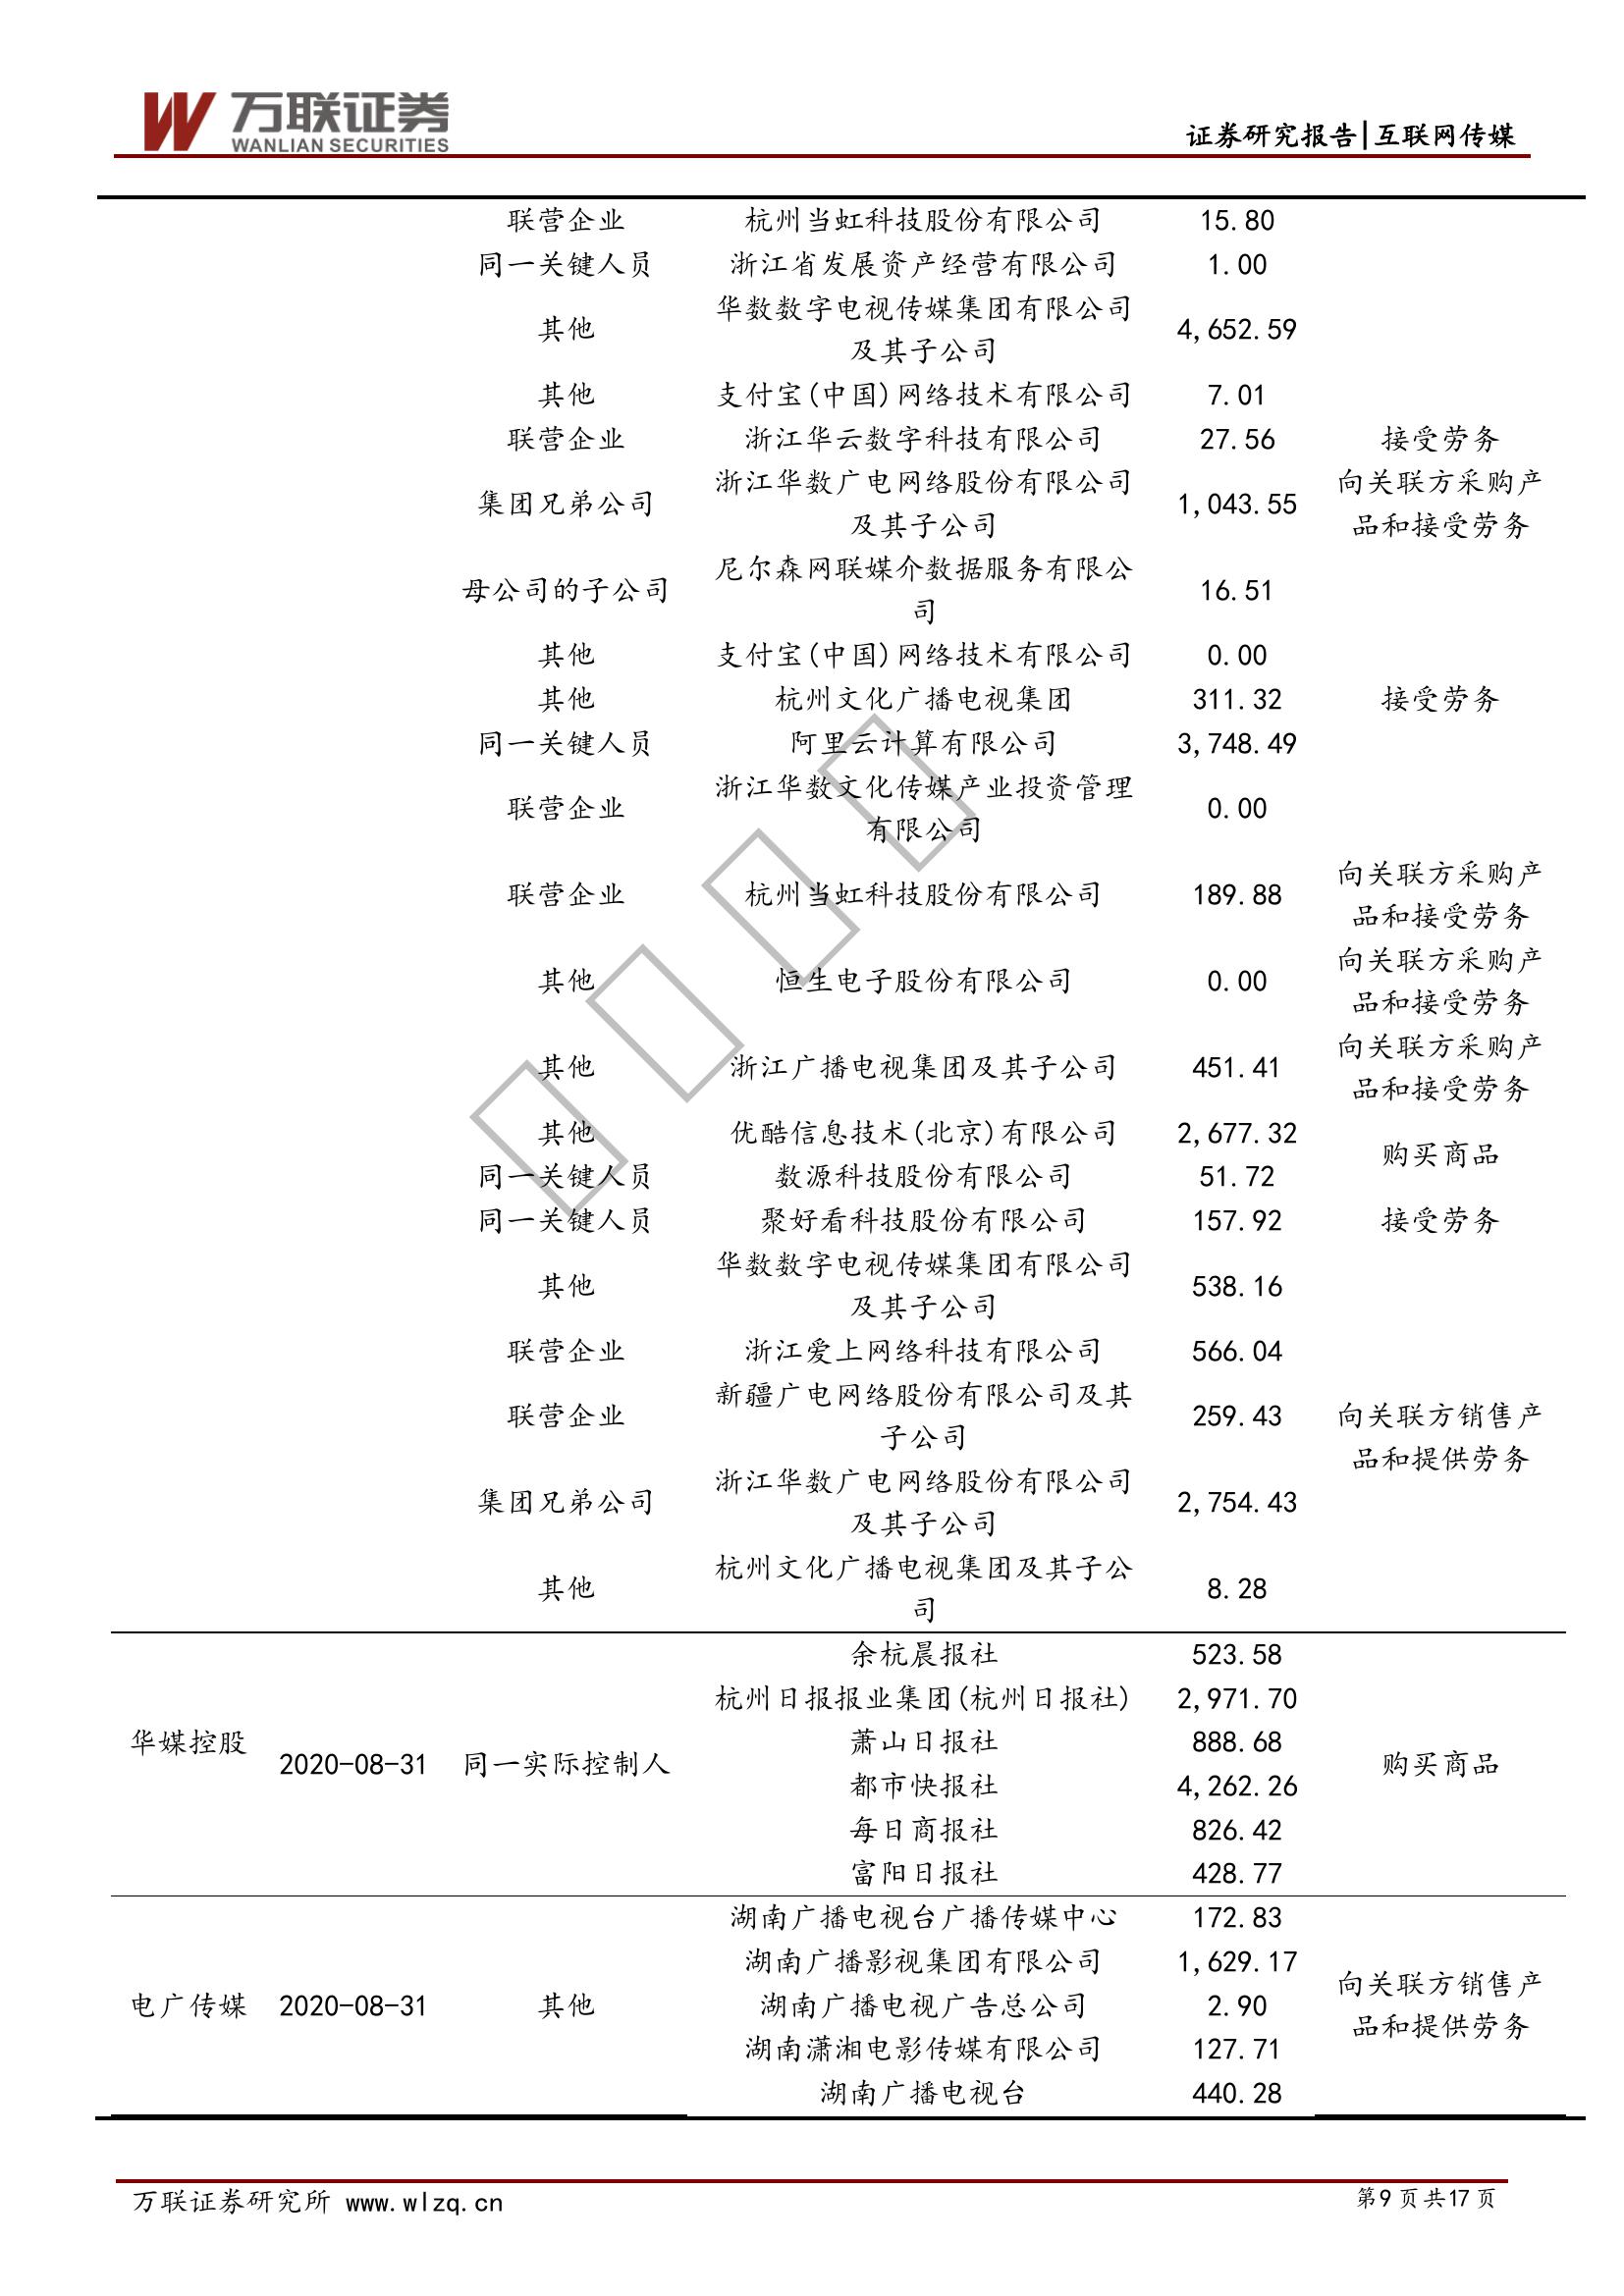 万联证券
WANLIAN SECURITIES
证券研究报告|互联网传媒
联营企业 杭州当虹科技股份有限公司 15.80
同一关键人员 浙江省发展资产经营有限公司 1.00
华数数字电视传媒集团有限公司
其他 4,652.59
及其子公司
其他 支付宝(中国)网络技术有限公司 7.01
联营企业 浙江华云数字科技有限公司 27.56 接受劳务
浙江华数广电网络股份有限公司 向关联方采购产
集团兄弟公司 1,043.55
及其子公司 品和接受劳务
尼尔森网联媒介数据服务有限公
母公司的子公司 16.51
司
其他 支付宝(中国)网络技术有限公司 0.00
其他 杭州文化广播电视集团 311.32 接受劳务
同一关键人员 阿里云计算有限公司 3,748.49
浙江华数文化传媒产业投资管理
联营企业 0.00
有限公司
向关联方采购产
联营企业 杭州当虹科技股份有限公司 189.88
品和接受劳务
向关联方采购产
其他 恒生电子股份有限公司 0.00
品和接受劳务
向关联方采购产
其他 浙江广播电视集团及其子公司 451.41
品和接受劳务
其他 优酷信息技术(北京)有限公司 2,677.32
购买商品
同一关键人员 数源科技股份有限公司 51.72
同一关键人员 聚好看科技股份有限公司 157.92 接受劳务
华数数字电视传媒集团有限公司
其他 538.16
及其子公司
联营企业 浙江爱上网络科技有限公司 566.04
新疆广电网络股份有限公司及其
联营企业 259.43 向关联方销售产
子公司 品和提供劳务
浙江华数广电网络股份有限公司
集团兄弟公司 2,754.43
及其子公司
杭州文化广播电视集团及其子公
其他 8.28
司
余杭晨报社 523.58
杭州日报报业集团(杭州日报社) 2,971.70
华媒控股 萧山日报社 888.68
2020-08-31 同一实际控制人 购买商品
都市快报社 4,262.26
每日商报社 826.42
富阳日报社 428.77
湖南广播电视台广播传媒中心 172.83
湖南广播影视集团有限公司 1,629.17
向关联方销售产
电广传媒 2020-08-31 其他 湖南广播电视广告总公司 2.90
品和提供劳务
湖南潇湘电影传媒有限公司 127.71
湖南广播电视台 440.28
万联证券研究所 www.wlzq.cn 第9页共17页